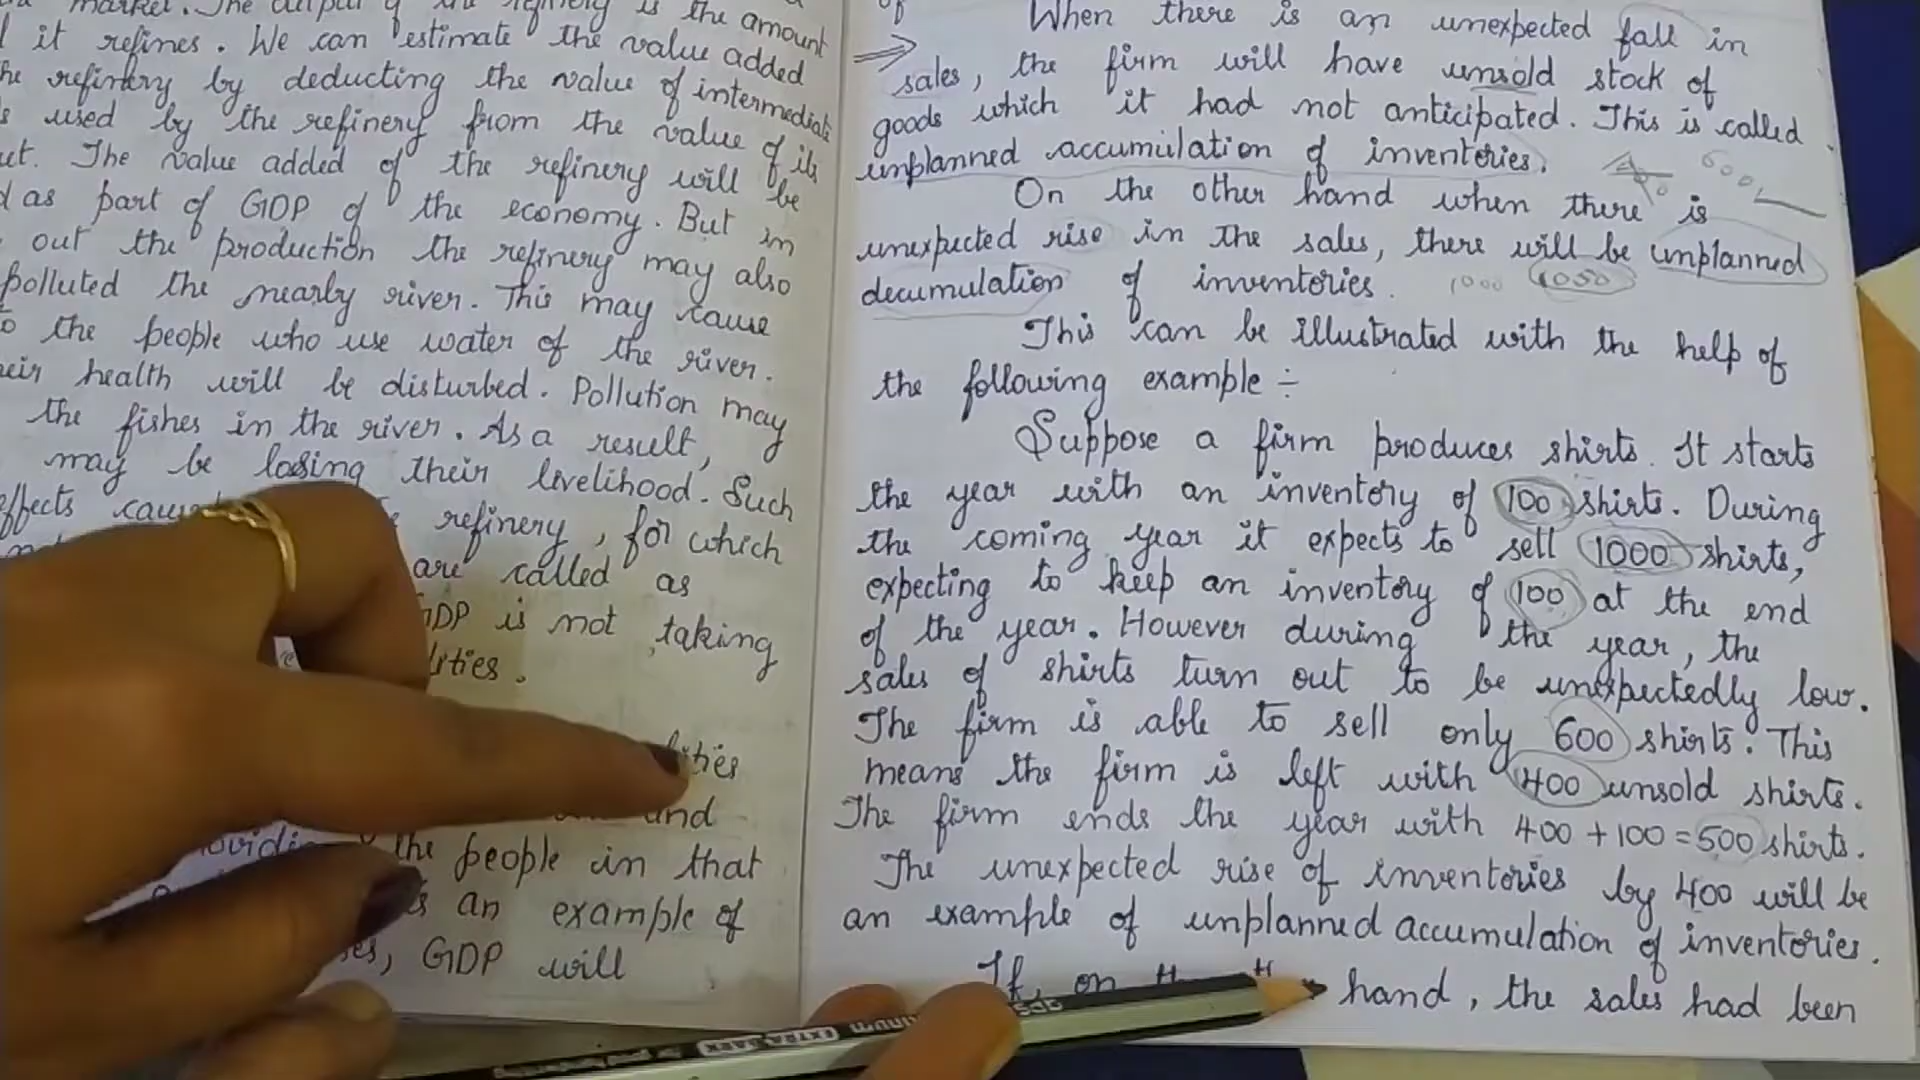 market. The output of the refinery is the amount
it refines. We can estimate the value added
refinery by deducting the value of intermediate
used by the refinery from the value of its
The value added of the refinery will be
as part of GDP of the economy. But in
out the production the refinery may also
polluted the nearly river. This may cause
to the people who use water of the river.
health will be disturbed. Pollution may
the fishes in the river. As a result,
may be losing their livelihood. Such
effects refinery, for which
are called as
GDP is not taking
and
the people in that
an example of
GDP will
of
When there is an unexpected fall in
sales, the firm will have unsold stock of
goods which it had not anticipated. This is called
unplanned accumulation of inventories.
On the other hand when there is
unexpected rise in the sales, there will be unplanned
decumulation of inventories. 1000 1050
This can be illustrated with the help of
the following example ÷
Suppose a firm produces shirts. It starts
the year with an inventory of 100 shirts. During
the coming year it expects to sell 1000 shirts,
expecting to keep an inventory of 100 at the end
of the year. However during the year, the
sales of shirts turn out to be unexpectedly low.
The firm is able to sell only 600 shirts. This
means the firm is left with 400 unsold shirts.
The firm ends the year with 400 + 100 = 500 shirts.
The unexpected rise of inventories by 400 will be
an example of unplanned accumulation of inventories.
If, on hand, the sales had been
EXTRA DARK